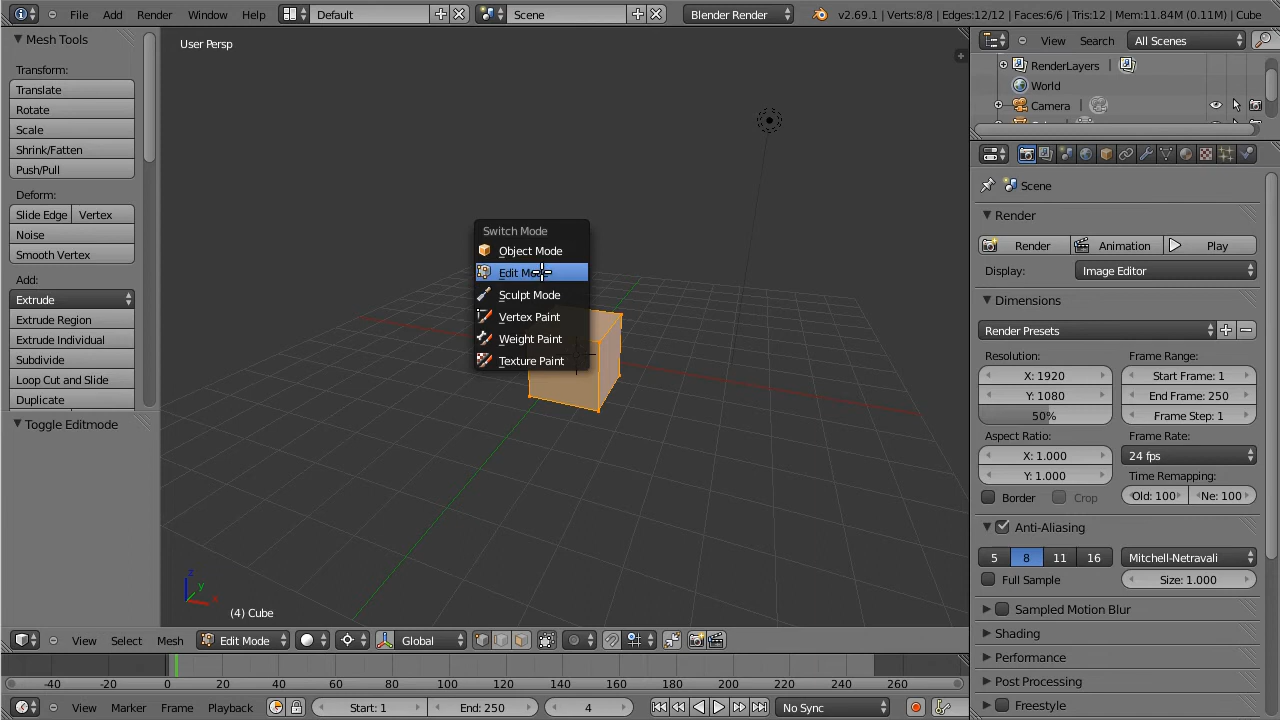 File Add Render Window Help Default Scene Blender Render v2.69.1 | Verts:8/8 | Edges:12/12 | Faces:6/6 | Tris:12 | Mem:11.84M (0.11M) | Cube
Mesh Tools
Transform:
Translate
Rotate
Scale
Shrink/Fatten
Push/Pull
Deform:
Slide Edge Vertex
Noise
Smooth Vertex
Add:
Extrude
Extrude Region
Extrude Individual
Subdivide
Loop Cut and Slide
Duplicate
Toggle Editmode
User Persp
Switch Mode
Object Mode
Edit
Sculpt Mode
Vertex Paint
Weight Paint
Texture Paint
z
y
x
(4) Cube
View Select Mesh Edit Mode Global
-40 -20 0 20 40 60 80 100 120 140 160 180 200 220 240 260
View Marker Frame Playback Start: 1 End: 250 4 No Sync
View Search All Scenes
RenderLayers |
World
Camera |
Scene
Render
Render Animation Play
Display: Image Editor
Dimensions
Render Presets
Resolution: Frame Range:
X: 1920 Start Frame: 1
Y: 1080 End Frame: 250
50% Frame Step: 1
Aspect Ratio: Frame Rate:
X: 1.000 24 fps
Y: 1.000 Time Remapping:
Border Crop Old: 100 Ne: 100
Anti-Aliasing
5 8 11 16 Mitchell-Netravali
Full Sample Size: 1.000
Sampled Motion Blur
Shading
Performance
Post Processing
Freestyle